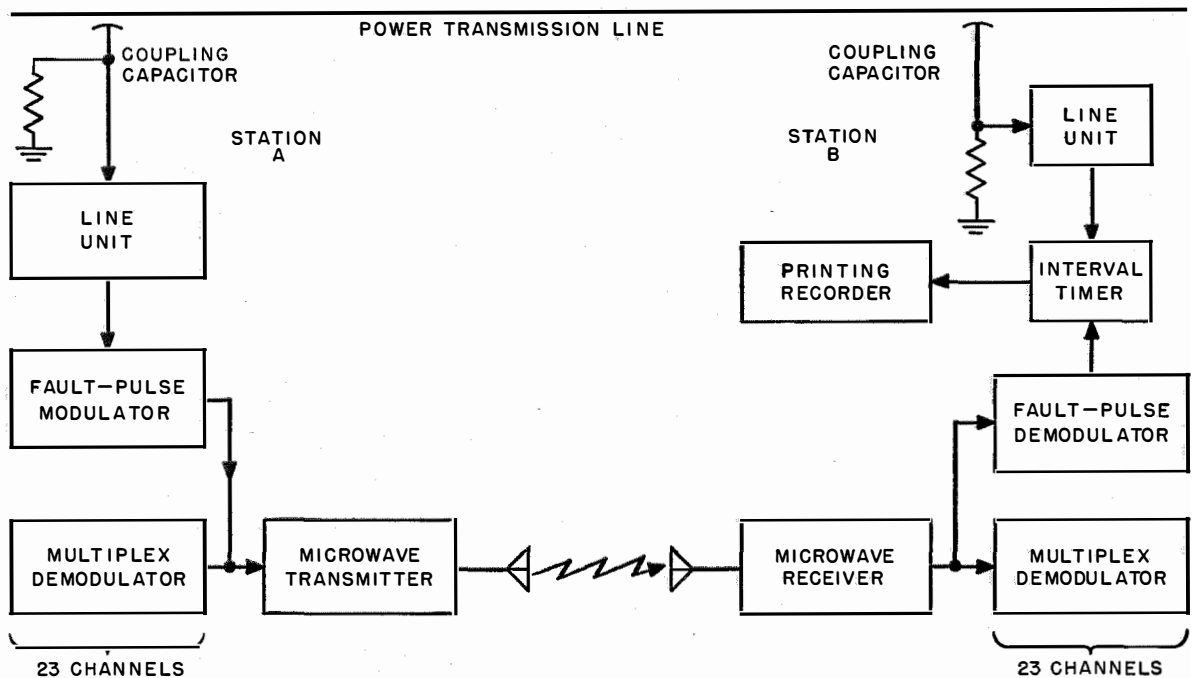 POWER TRANSMISSION LINE
COUPLING
CAPACITOR
STATION
A
LINE
UNIT
FAULT-PULSE
MODULATOR
MULTIPLEX
DEMODULATOR
23 CHANNELS
MICROWAVE
TRANSMITTER
COUPLING
CAPACITOR
STATION
B
LINE
UNIT
PRINTING
RECORDER
INTERVAL
TIMER
FAULT-PULSE
DEMODULATOR
MICROWAVE
RECEIVER
MULTIPLEX
DEMODULATOR
23 CHANNELS